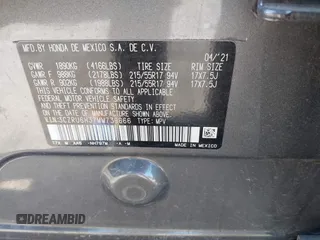 MFD. BY HONDA DE MEXICO S.A. DE C.V.
04/'21
GVWR 1890KG (4166LBS) TIRE SIZE RIM SIZE
GAWR F 988KG (2178LBS) 215/55R17 94V 17X7.5J
GAWR R 902KG (1988LBS) 215/55R17 94V 17X7.5J
THIS VEHICLE CONFORMS TO ALL APPLICABLE
FEDERAL MOTOR VEHICLE SAFETY, BUMPER, AND
THEFT PREVENTION STANDARDS IN EFFECT ON THE
DATE OF MANUFACTURE SHOWN ABOVE.
TYPE: MPV
MADE IN MEXICO
DREAMBID
.COM